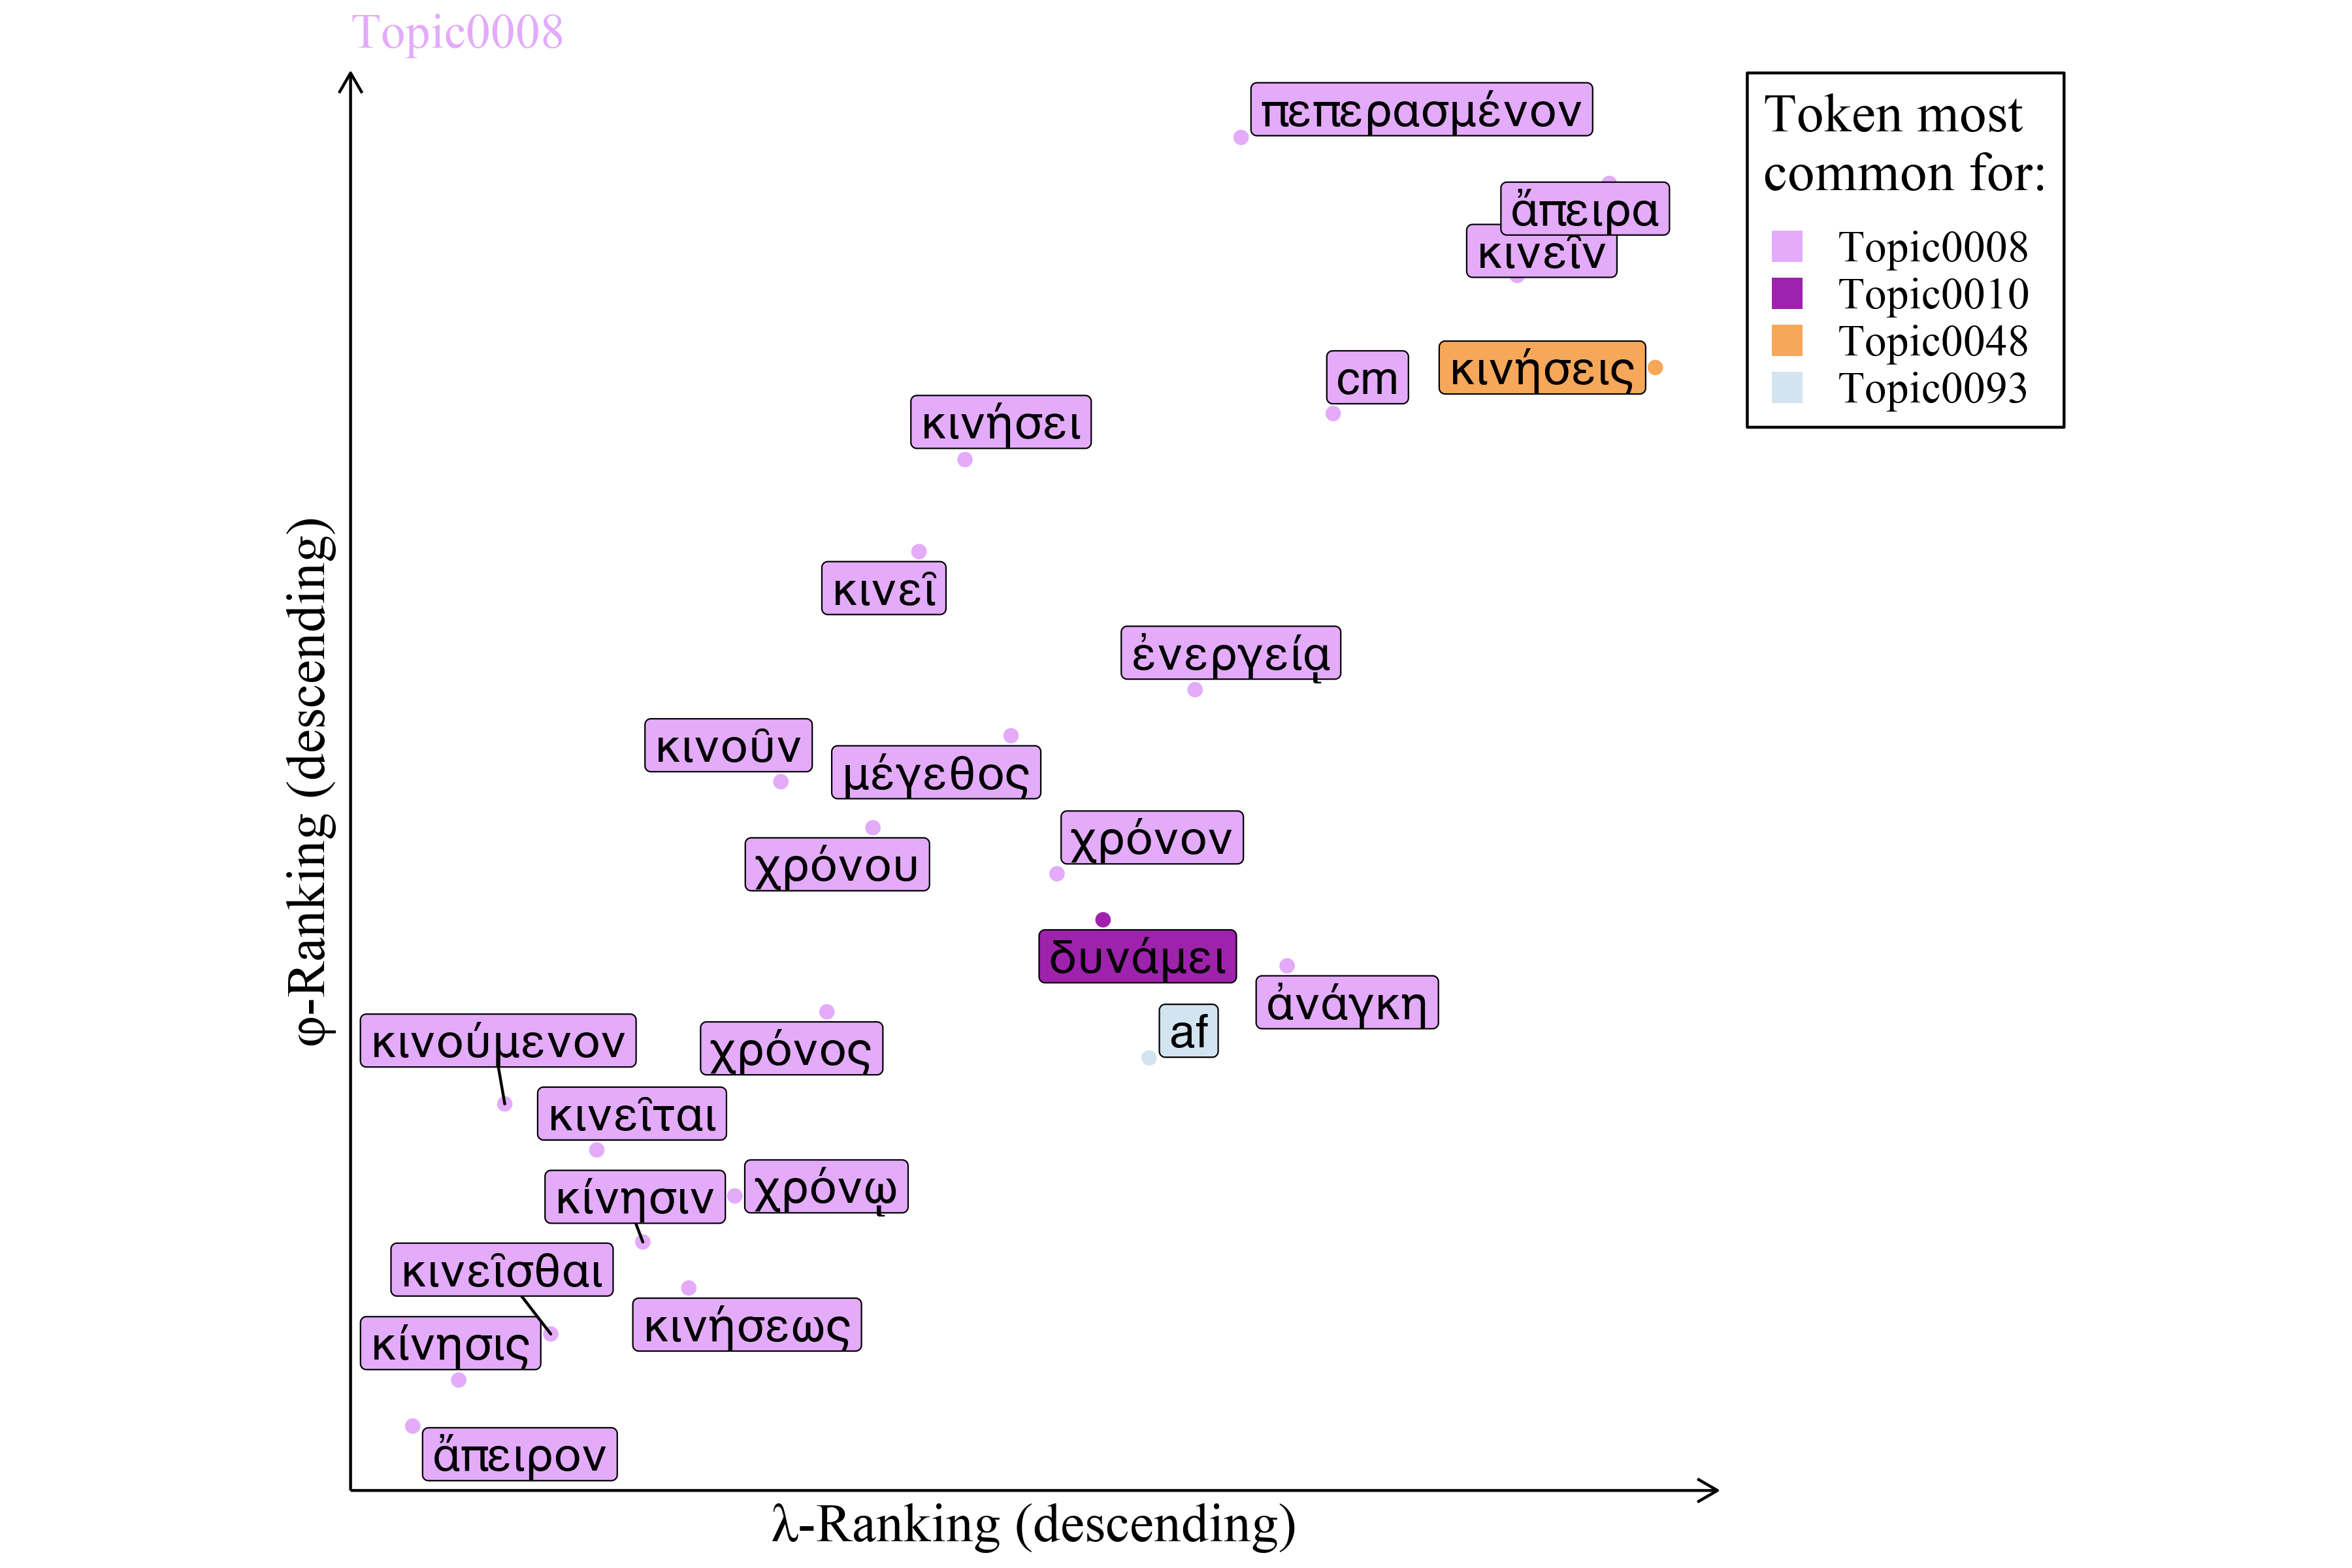 Topic0008
πεπερασμένον
ἄπειρα
κινεῖν
κινήσεις
cm
κινήσει
κινεῖ
ἐνεργείᾳ
κινοῦν
μέγεθος
χρόνον
χρόνου
δυνάμει
ἀνάγκη
af
κινούμενον
χρόνος
κινεῖται
κίνησιν
χρόνῳ
κινεῖσθαι
κινήσεως
κίνησις
ἄπειρον
φ-Ranking (descending)
λ-Ranking (descending)
Token most
common for:
Topic0008
Topic0010
Topic0048
Topic0093